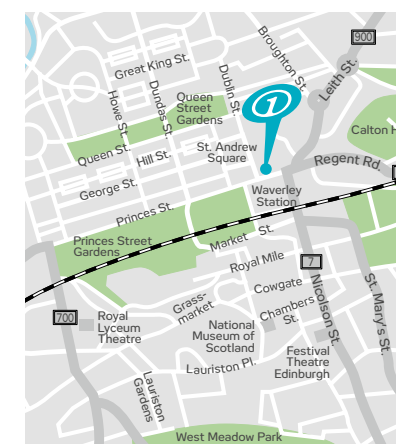 900
Broughton St.
Great King St.
Leith St.
Howe St.
Dundas St.
Dublin St.
Queen
Street
Gardens
1
Calton H
Queen St.
Hill St.
St. Andrew
Square
Regent Rd.
George St.
Waverley
Station
Princes St.
Princes Street
Gardens
Market St.
Royal Mile
7
Cowgate
Grass-
market
Chambers
St.
Nicolson St.
St. Mary's St.
700
Royal
Lyceum
Theatre
National
Museum of
Scotland
Festival
Theatre
Edinburgh
Lauriston Pl.
Lauriston
Gardens
West Meadow Park